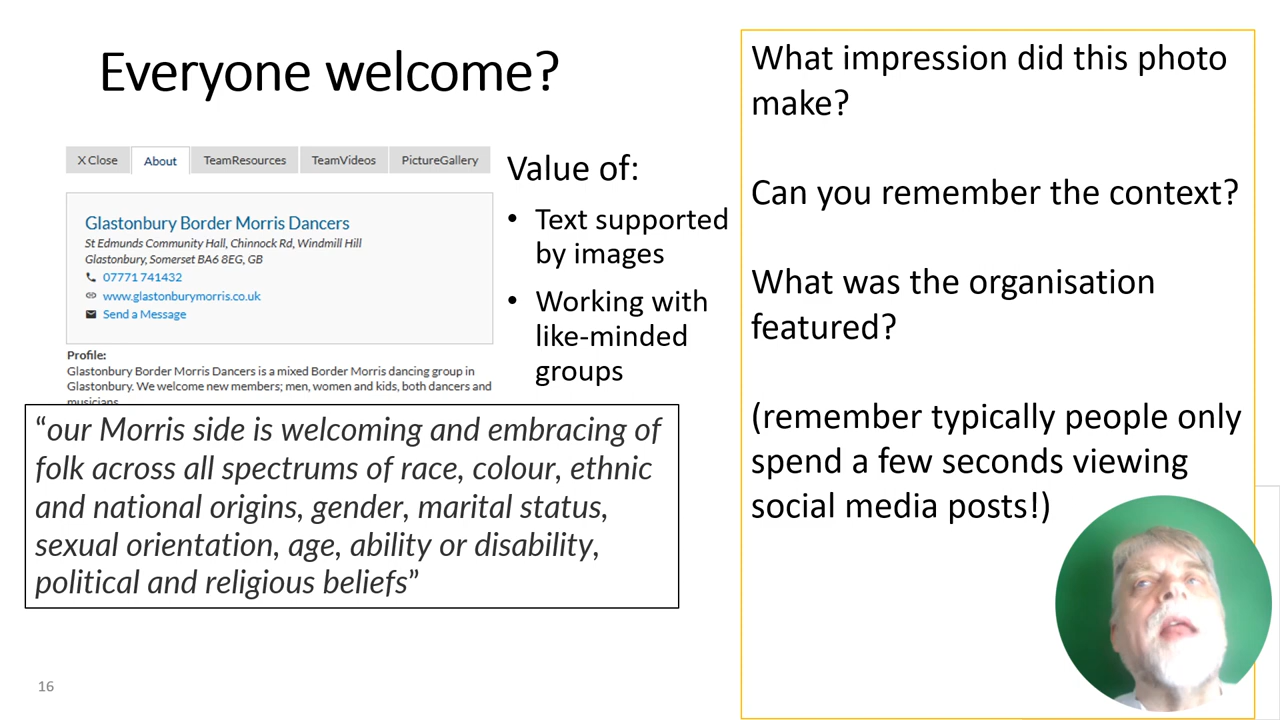 Everyone welcome?
X Close
About
TeamResources
TeamVideos
PictureGallery
Glastonbury Border Morris Dancers
St Edmunds Community Hall, Chinnock Rd, Windmill Hill
Glastonbury, Somerset BA6 8EG, GB
07771 741432
www.glastonburymorris.co.uk
Send a Message
Profile:
Glastonbury Border Morris Dancers is a mixed Border Morris dancing group in
Glastonbury. We welcome new members; men, women and kids, both dancers and
musicians
Value of:
• Text supported
by images
• Working with
like-minded
groups
“our Morris side is welcoming and embracing of
folk across all spectrums of race, colour, ethnic
and national origins, gender, marital status,
sexual orientation, age, ability or disability,
political and religious beliefs”
What impression did this photo
make?
Can you remember the context?
What was the organisation
featured?
(remember typically people only
spend a few seconds viewing
social media posts!)
16